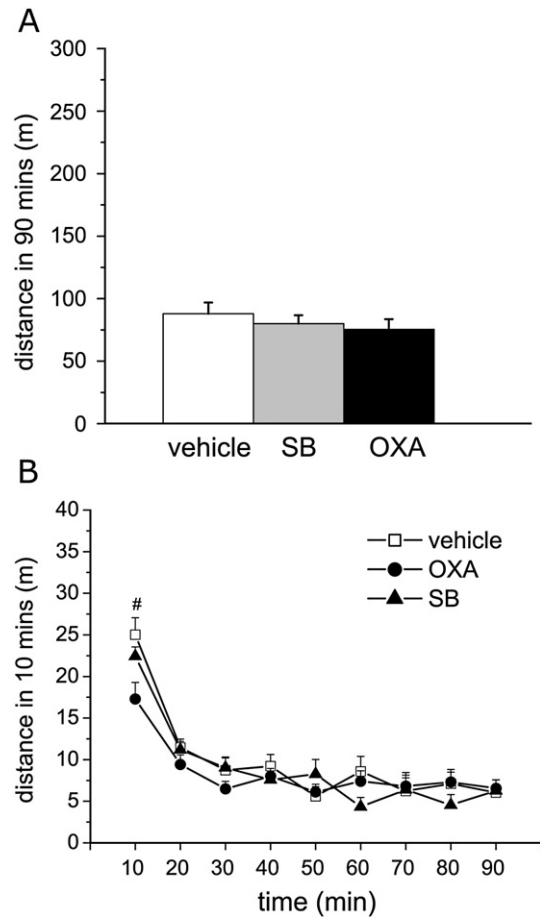 A
distance in 90 mins (m)
300
250
200
150
100
50
0
vehicle SB OXA
B
distance in 10 mins (m)
40
35
30
25
20
15
10
5
0
vehicle
OXA
SB
#
10 20 30 40 50 60 70 80 90
time (min)